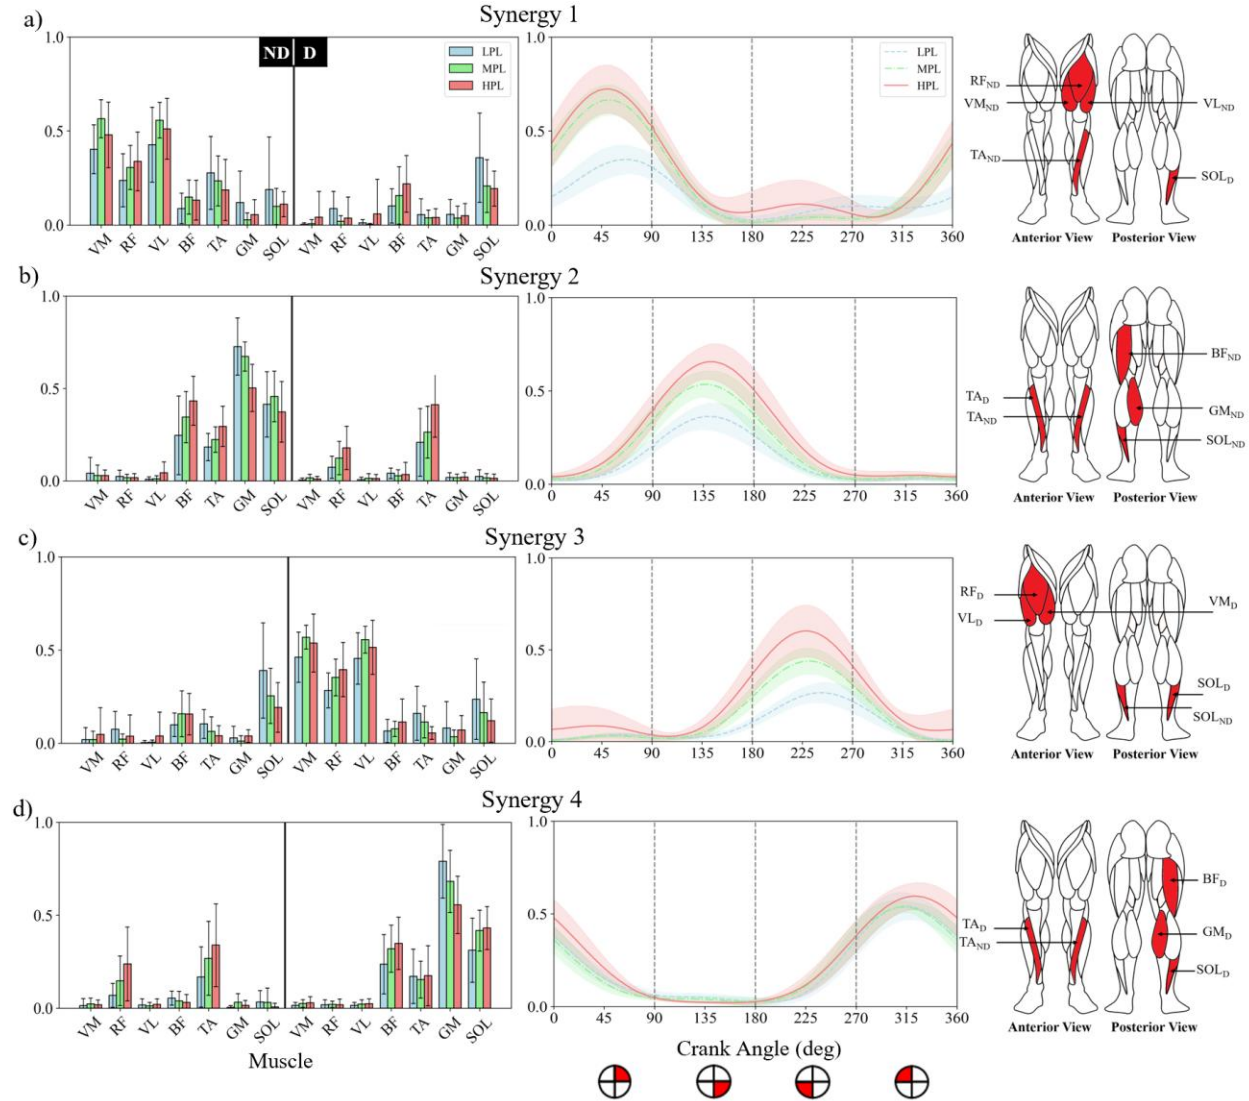 a)
Synergy 1
1.0
0.5
0.0
ND D
LPL
MPL
HPL
VM RF VL BF TA GM SOL VM RF VL BF TA GM SOL
1.0
0.5
0.0
LPL
MPL
HPL
0 45 90 135 180 225 270 315 360
RF_ND
VM_ND
VL_ND
TA_ND
SOL_D
Anterior View Posterior View
b)
Synergy 2
1.0
0.5
0.0
VM RF VL BF TA GM SOL VM RF VL BF TA GM SOL
1.0
0.5
0.0
0 45 90 135 180 225 270 315 360
BF_ND
TA_D
TA_ND
GM_ND
SOL_ND
Anterior View Posterior View
c)
Synergy 3
1.0
0.5
0.0
VM RF VL BF TA GM SOL VM RF VL BF TA GM SOL
1.0
0.5
0.0
0 45 90 135 180 225 270 315 360
RF_D
VL_D
VM_D
SOL_D
SOL_ND
Anterior View Posterior View
d)
Synergy 4
1.0
0.5
0.0
VM RF VL BF TA GM SOL VM RF VL BF TA GM SOL
Muscle
1.0
0.5
0.0
0 45 90 135 180 225 270 315 360
Crank Angle (deg)
BF_D
TA_D
TA_ND
GM_D
SOL_D
Anterior View Posterior View